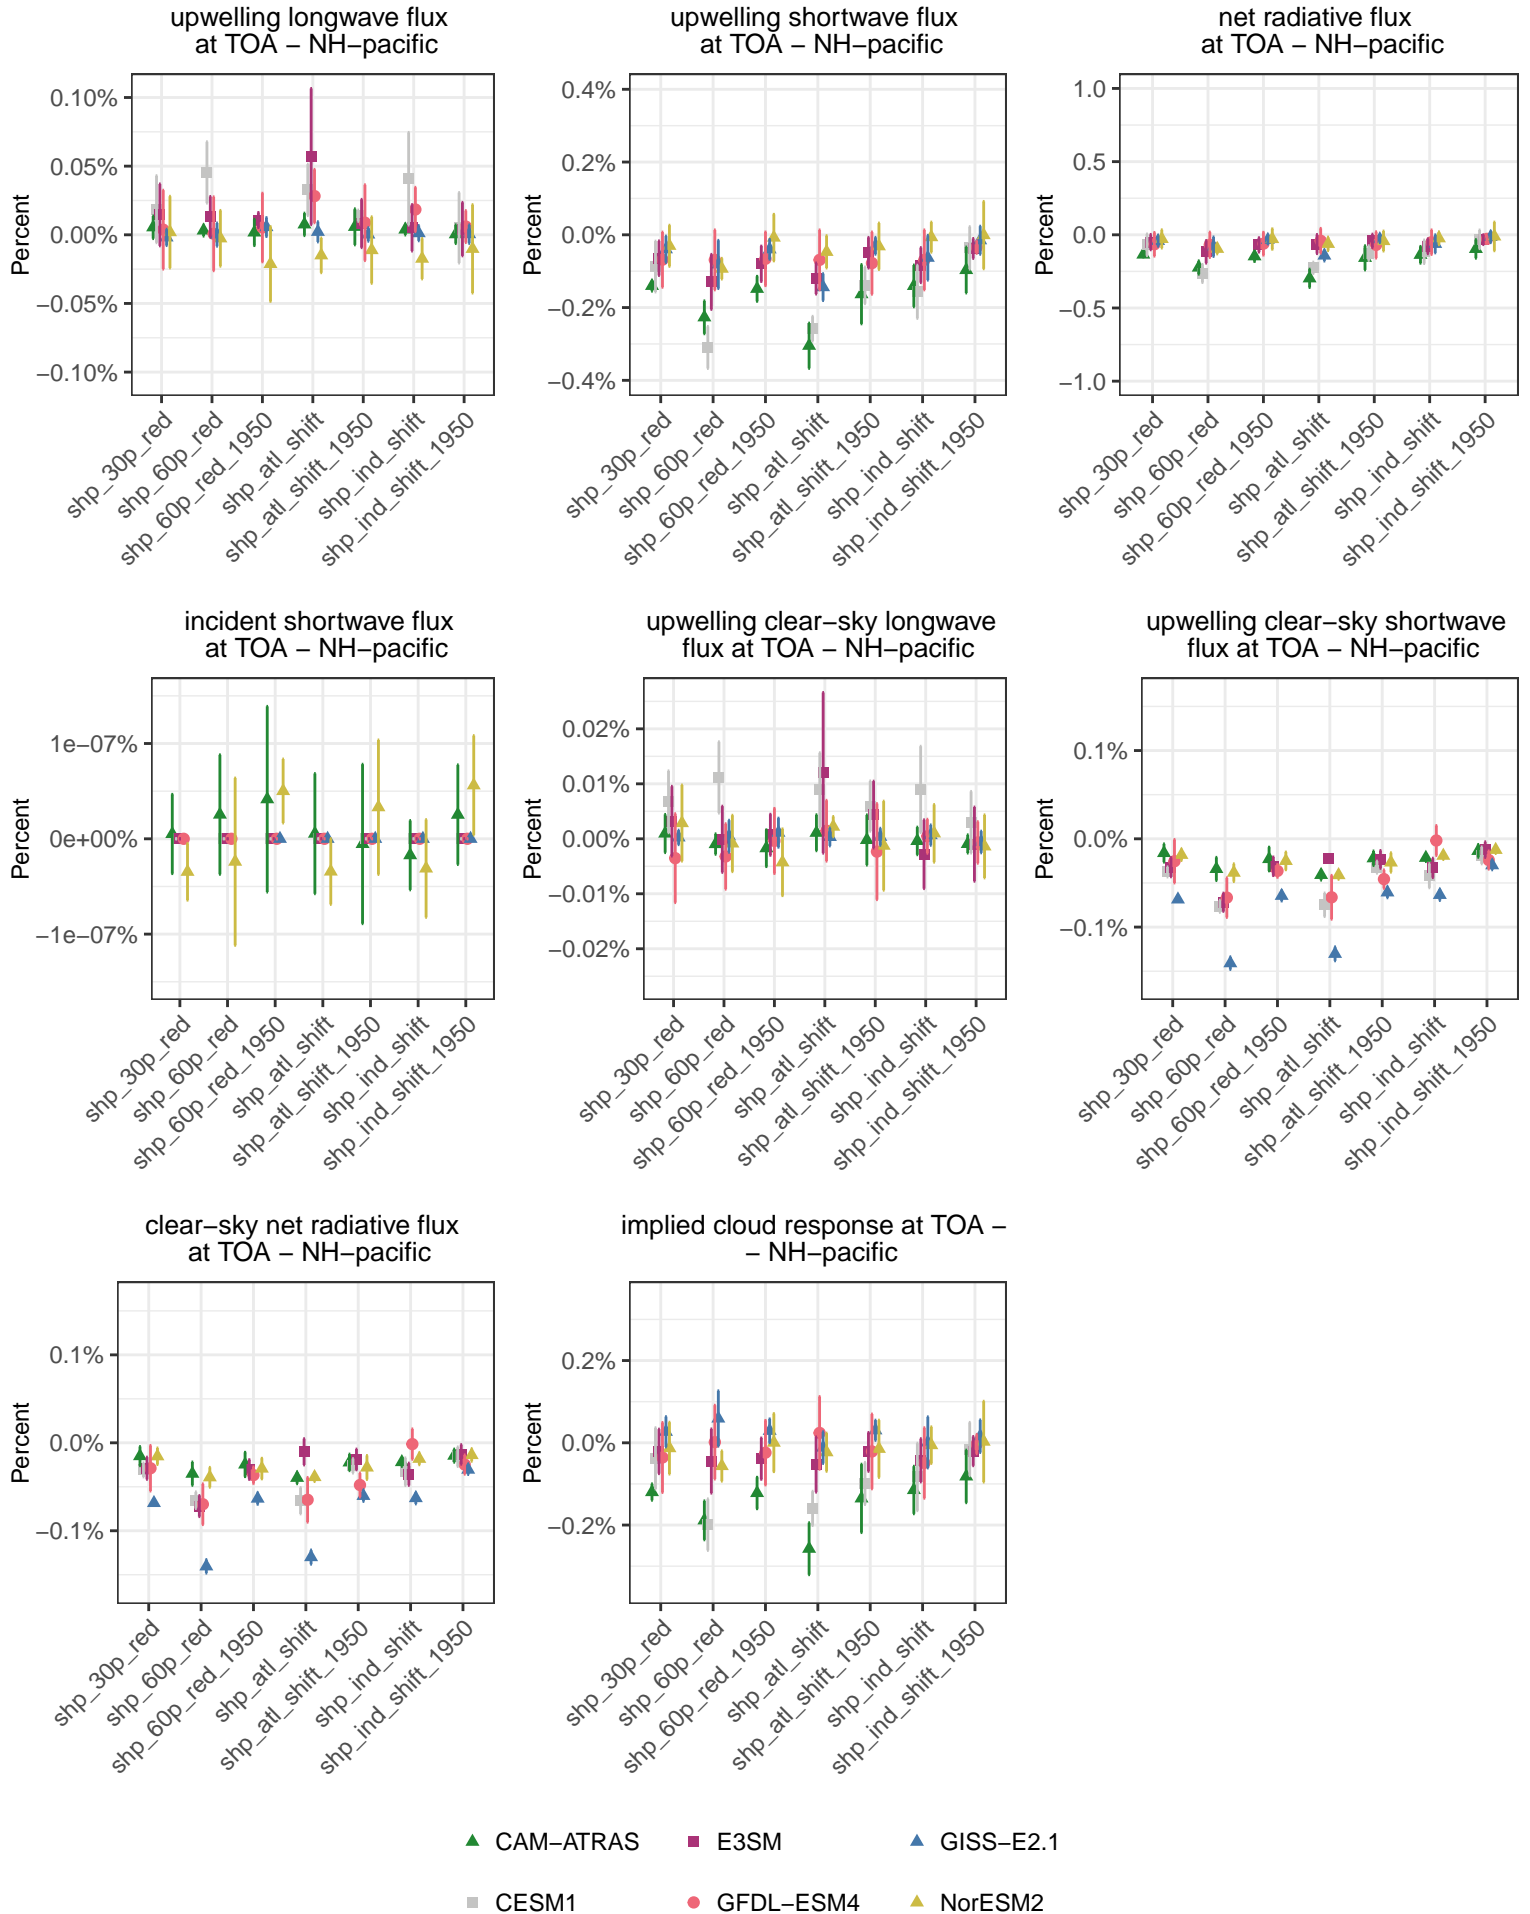 upwelling longwave flux
at TOA − NH−pacific
Percent
0.10%
0.05%
0.00%
−0.05%
−0.10%
shp_30p_red
shp_60p_red
shp_60p_red_1950
shp_atl_shift
shp_atl_shift_1950
shp_ind_shift
shp_ind_shift_1950
upwelling shortwave flux
at TOA − NH−pacific
Percent
0.4%
0.2%
0.0%
−0.2%
−0.4%
shp_30p_red
shp_60p_red
shp_60p_red_1950
shp_atl_shift
shp_atl_shift_1950
shp_ind_shift
shp_ind_shift_1950
net radiative flux
at TOA − NH−pacific
Percent
1.0
0.5
0.0
−0.5
−1.0
shp_30p_red
shp_60p_red
shp_60p_red_1950
shp_atl_shift
shp_atl_shift_1950
shp_ind_shift
shp_ind_shift_1950
incident shortwave flux
at TOA − NH−pacific
Percent
1e−07%
0e+00%
−1e−07%
shp_30p_red
shp_60p_red
shp_60p_red_1950
shp_atl_shift
shp_atl_shift_1950
shp_ind_shift
shp_ind_shift_1950
upwelling clear−sky longwave
flux at TOA − NH−pacific
Percent
0.02%
0.01%
0.00%
−0.01%
−0.02%
shp_30p_red
shp_60p_red
shp_60p_red_1950
shp_atl_shift
shp_atl_shift_1950
shp_ind_shift
shp_ind_shift_1950
upwelling clear−sky shortwave
flux at TOA − NH−pacific
Percent
0.1%
0.0%
−0.1%
shp_30p_red
shp_60p_red
shp_60p_red_1950
shp_atl_shift
shp_atl_shift_1950
shp_ind_shift
shp_ind_shift_1950
clear−sky net radiative flux
at TOA − NH−pacific
Percent
0.1%
0.0%
−0.1%
shp_30p_red
shp_60p_red
shp_60p_red_1950
shp_atl_shift
shp_atl_shift_1950
shp_ind_shift
shp_ind_shift_1950
implied cloud response at TOA −
− NH−pacific
Percent
0.2%
0.0%
−0.2%
shp_30p_red
shp_60p_red
shp_60p_red_1950
shp_atl_shift
shp_atl_shift_1950
shp_ind_shift
shp_ind_shift_1950
CAM−ATRAS
E3SM
GISS−E2.1
CESM1
GFDL−ESM4
NorESM2